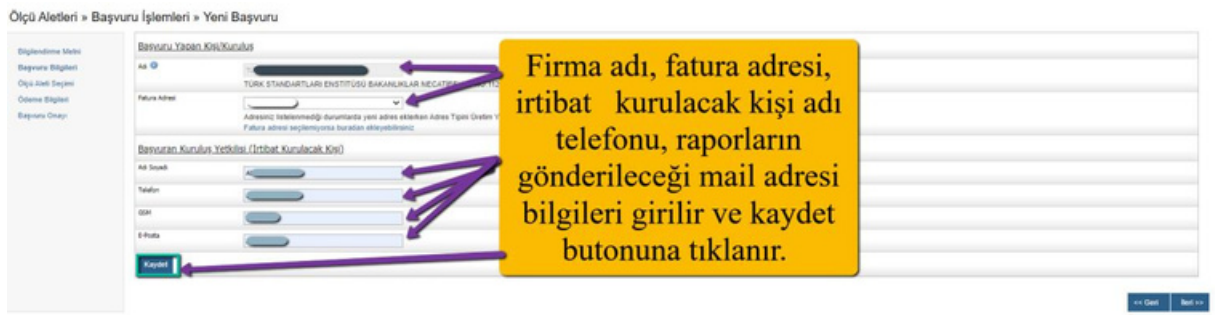 Ölçü Aletleri » Başvuru İşlemleri » Yeni Başvuru
Bilgilendirme Metni
Başvuru Bilgileri
Ölçü Aleti Seçimi
Ödeme Bilgileri
Başvuru Onayı
Başvuru Yapan Kişi/Kuruluş
Adı
TÜRK STANDARTLARI ENSTİTÜSÜ BAKANLIKLAR
Fatura Adresi
Adresiniz listelenmediği durumlarda yeni adres eklerken Adres Tipini Üretim Y
Fatura adresi seçilemiyorsa buradan ekleyebilirsiniz
Başvuran Kuruluş Yetkilisi (İrtibat Kurulacak Kişi)
Adı Soyadı
Telefon
GSM
E-Posta
Kaydet
Firma adı, fatura adresi,
irtibat kurulacak kişi adı
telefonu, raporların
gönderileceği mail adresi
bilgileri girilir ve kaydet
butonuna tıklanır.
<< Geri
İleri >>